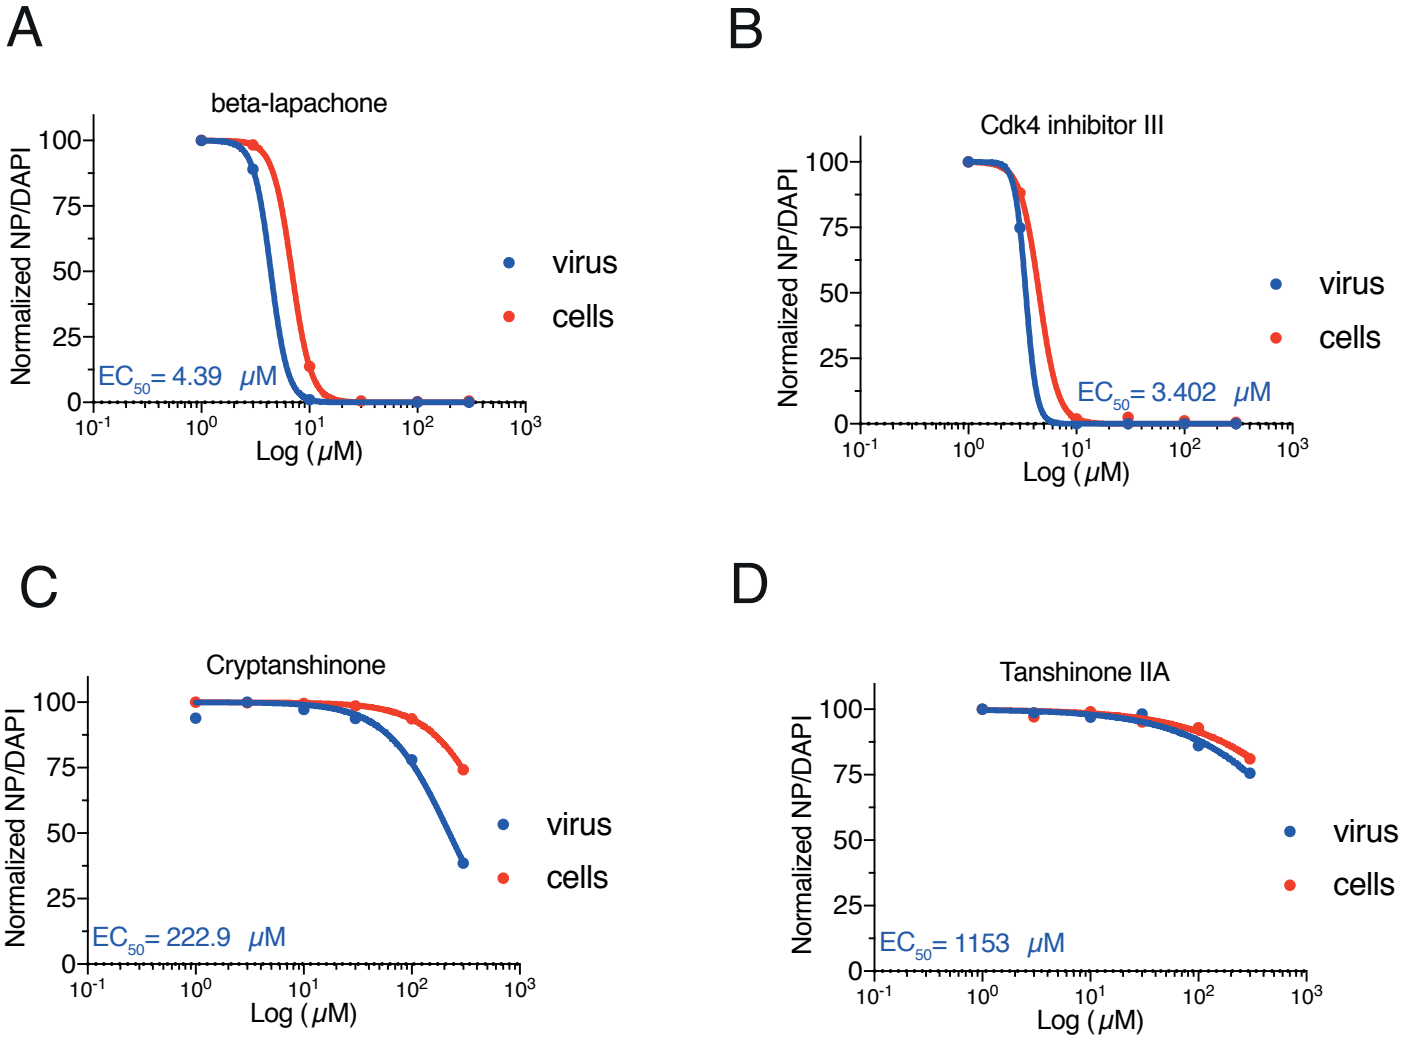 A
beta-lapachone
Normalized NP/DAPI
100
75
50
25
0
EC50= 4.39 µM
10-1 100 101 102 103
Log (µM)
virus
cells
B
Cdk4 inhibitor III
Normalized NP/DAPI
100
75
50
25
0
EC50= 3.402 µM
10-1 100 101 102 103
Log (µM)
virus
cells
C
Cryptanshinone
Normalized NP/DAPI
100
75
50
25
0
EC50= 222.9 µM
10-1 100 101 102 103
Log (µM)
virus
cells
D
Tanshinone IIA
Normalized NP/DAPI
100
75
50
25
0
EC50= 1153 µM
10-1 100 101 102 103
Log (µM)
virus
cells